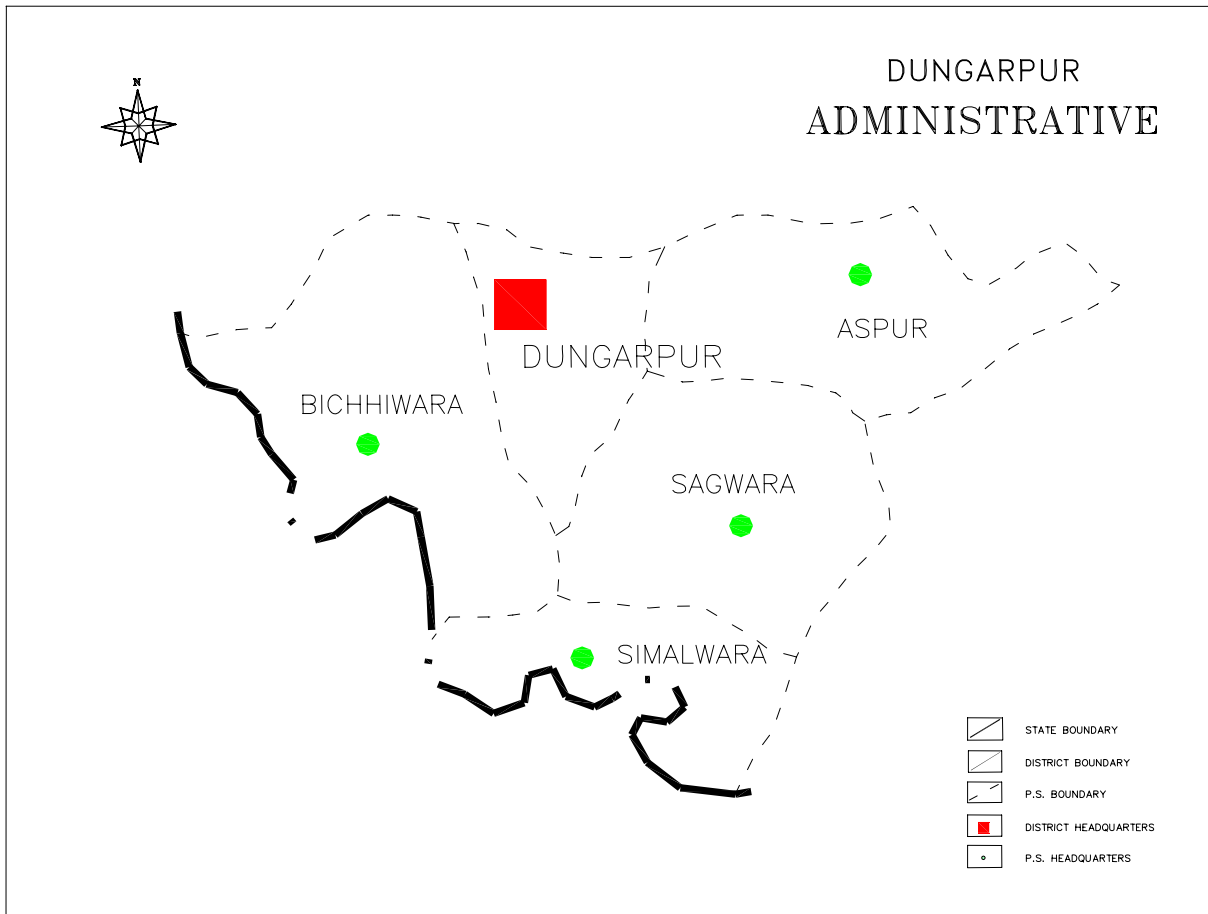 N
DUNGARPUR
ADMINISTRATIVE
ASPUR
DUNGARPUR
BICHHIWARA
SAGWARA
SIMALWARA
STATE BOUNDARY
DISTRICT BOUNDARY
P.S. BOUNDARY
DISTRICT HEADQUARTERS
P.S. HEADQUARTERS